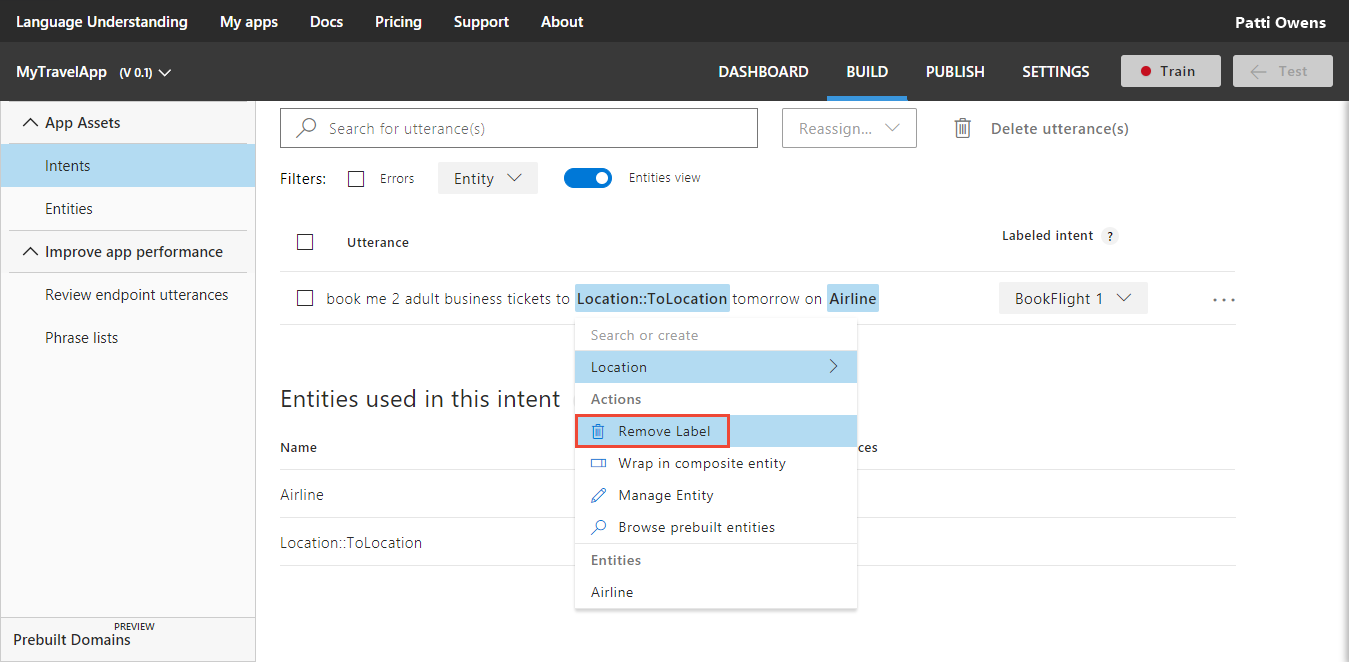 Language Understanding My apps Docs Pricing Support About Patti Owens
MyTravelApp (V 0.1) DASHBOARD BUILD PUBLISH SETTINGS Train Test
App Assets
Intents
Entities
Improve app performance
Review endpoint utterances
Phrase lists
PREVIEW
Prebuilt Domains
Search for utterance(s) Reassign... Delete utterance(s)
Filters: Errors Entity Entities view
Utterance Labeled intent ?
book me 2 adult business tickets to Location::ToLocation tomorrow on Airline BookFlight 1 ...
Search or create
Location
Actions
Remove Label
Wrap in composite entity
Manage Entity
Browse prebuilt entities
Entities
Airline
Entities used in this intent
Name ces
Airline
Location::ToLocation